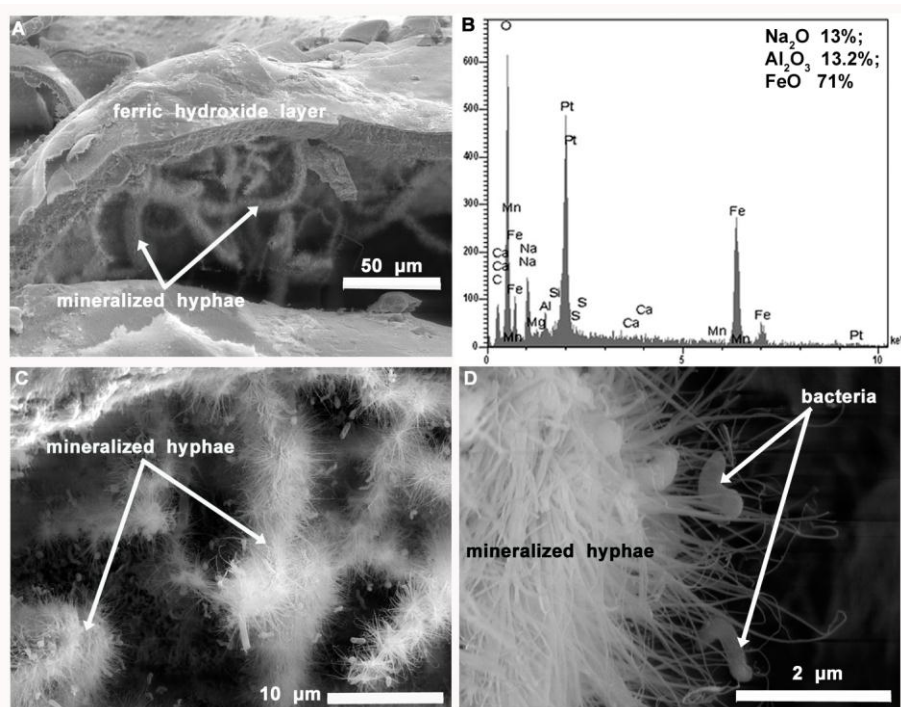 A
ferric hydroxide layer
mineralized hyphae
50 µm
B
O
Na₂O 13%;
Al₂O₃ 13.2%;
FeO 71%
600
500
400
300
200
100
0
Pt
Pt
Mn
Fe
Ca
Ca
C
Na
Na
Fe
Mn
Mg
Al
Si
S
S
Ca
Ca
Mn
Fe
Mn
Fe
Pt
0
5
10
C
mineralized hyphae
10 µm
D
bacteria
mineralized hyphae
2 µm